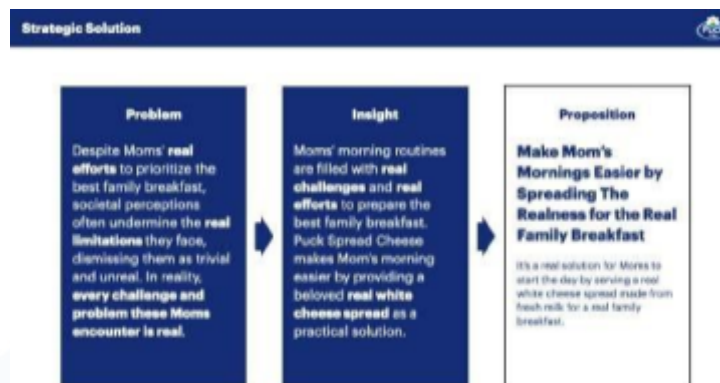 Strategic Solution
Puck
Problem
Despite Moms' real
efforts to prioritize the
best family breakfast,
societal perceptions
often undermine the real
limitations they face,
dismissing them as trivial
and unreal. In reality,
every challenge and
problem these Moms
encounter is real.
Insight
Moms' morning routines
are filled with real
challenges and real
efforts to prepare the
best family breakfast.
Puck Spread Cheese
makes Mom's morning
easier by providing a
beloved real white
cheese spread as a
practical solution.
Proposition
Make Mom's
Mornings Easier by
Spreading The
Realness for the Real
Family Breakfast
It's a real solution for Moms to
start the day by serving a real
white cheese spread made from
fresh milk for a real family
breakfast.